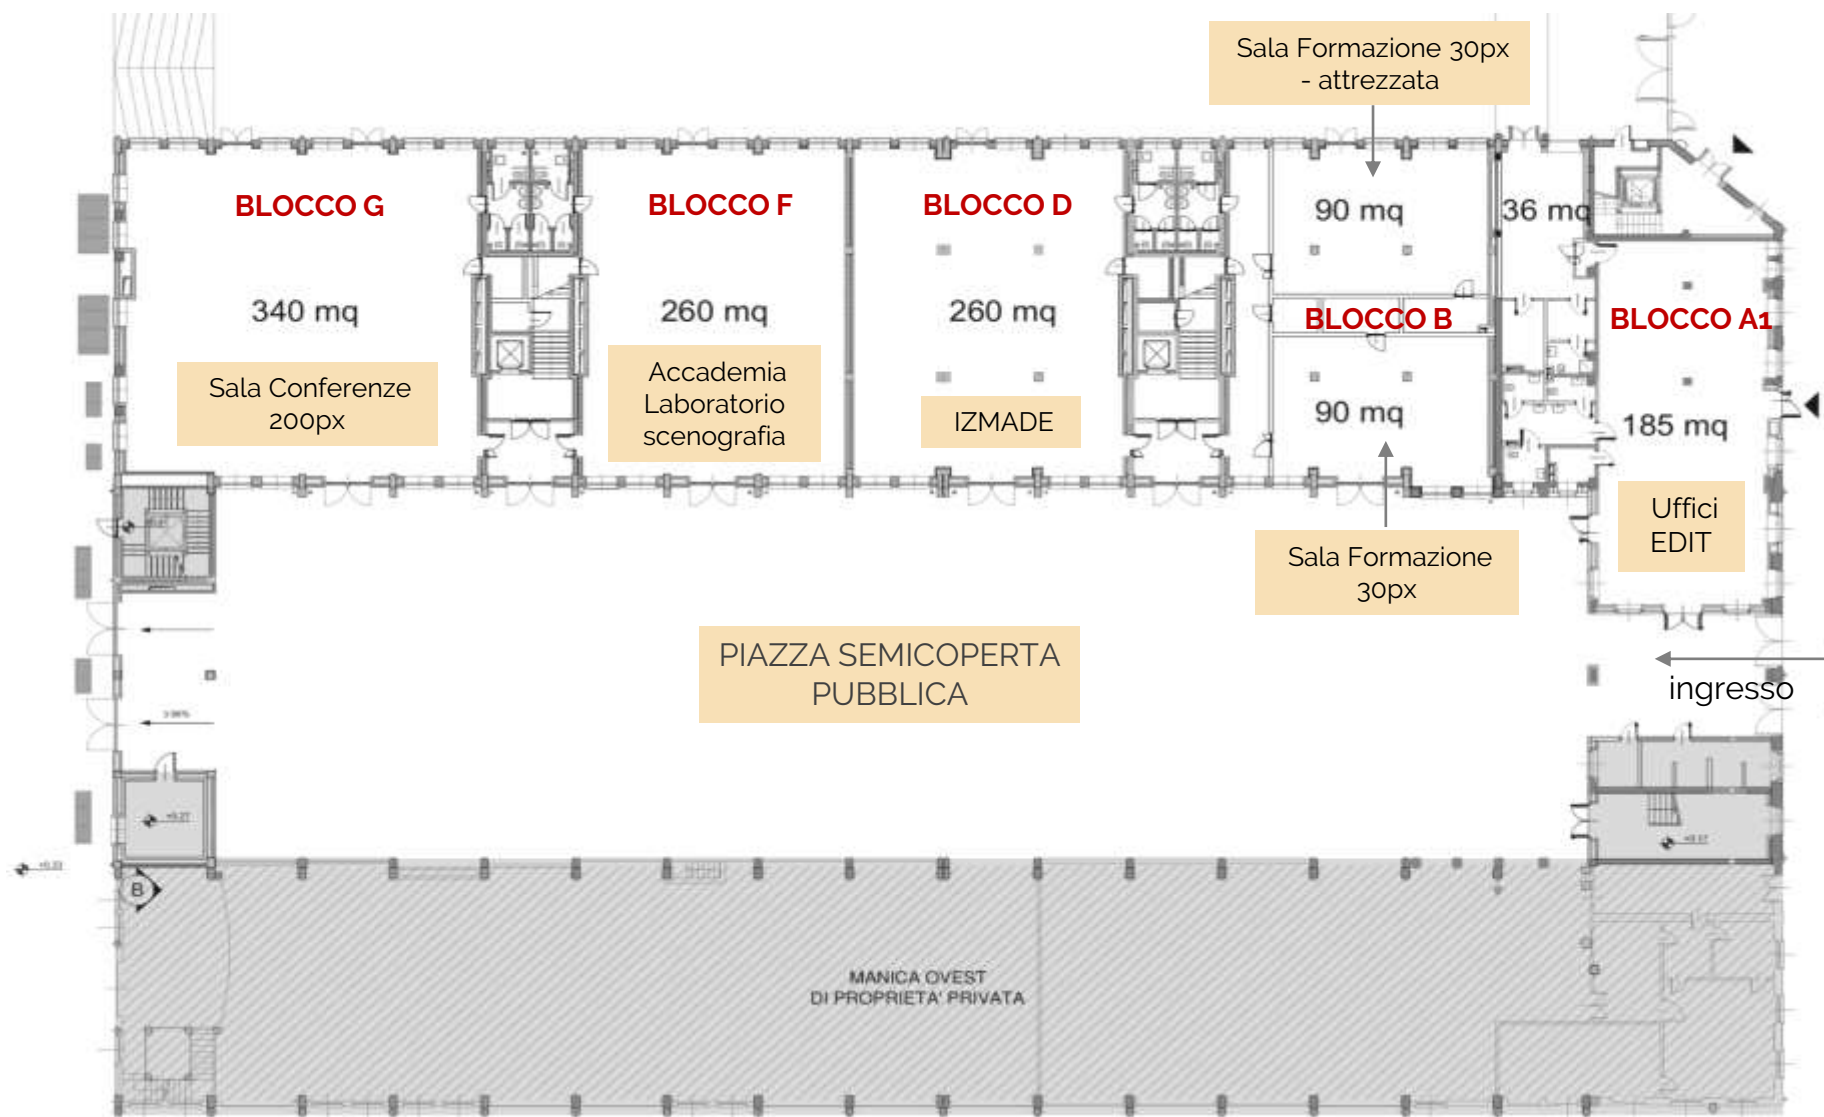 Sala Formazione 30px
- attrezzata
BLOCCO G
BLOCCO F
BLOCCO D
90 mq
36 mq
340 mq
260 mq
260 mq
BLOCCO B
BLOCCO A1
Sala Conferenze
200px
Accademia
Laboratorio
scenografia
IZMADE
90 mq
185 mq
Uffici
EDIT
Sala Formazione
30px
PIAZZA SEMICOPERTA
PUBBLICA
ingresso
B
MANICA OVEST
DI PROPRIETA' PRIVATA